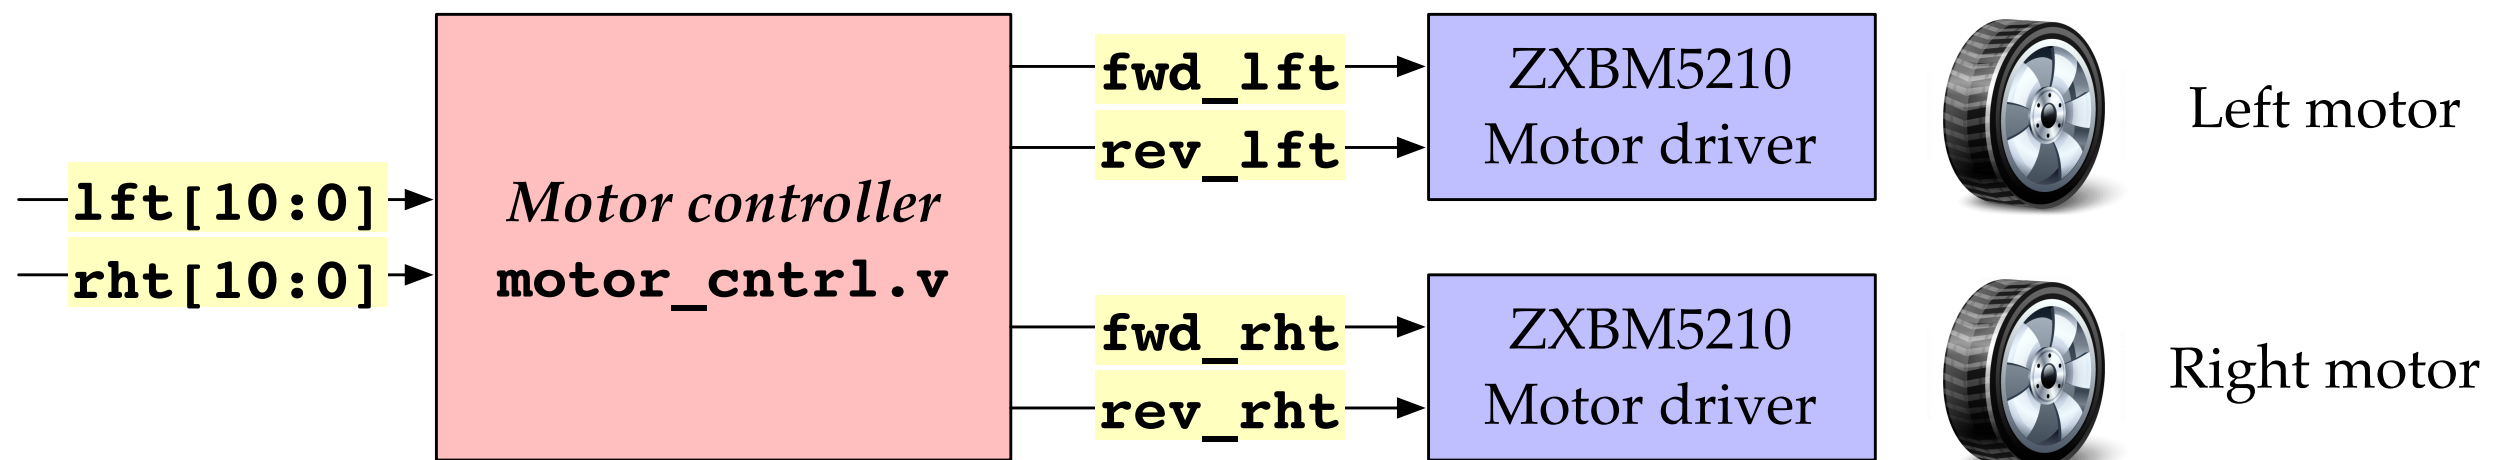 lft[10:0]
rht[10:0]
Motor controller
motor_cntrl.v
fwd_lft
rev_lft
fwd_rht
rev_rht
ZXBM5210
Motor driver
Left motor
ZXBM5210
Motor driver
Right motor